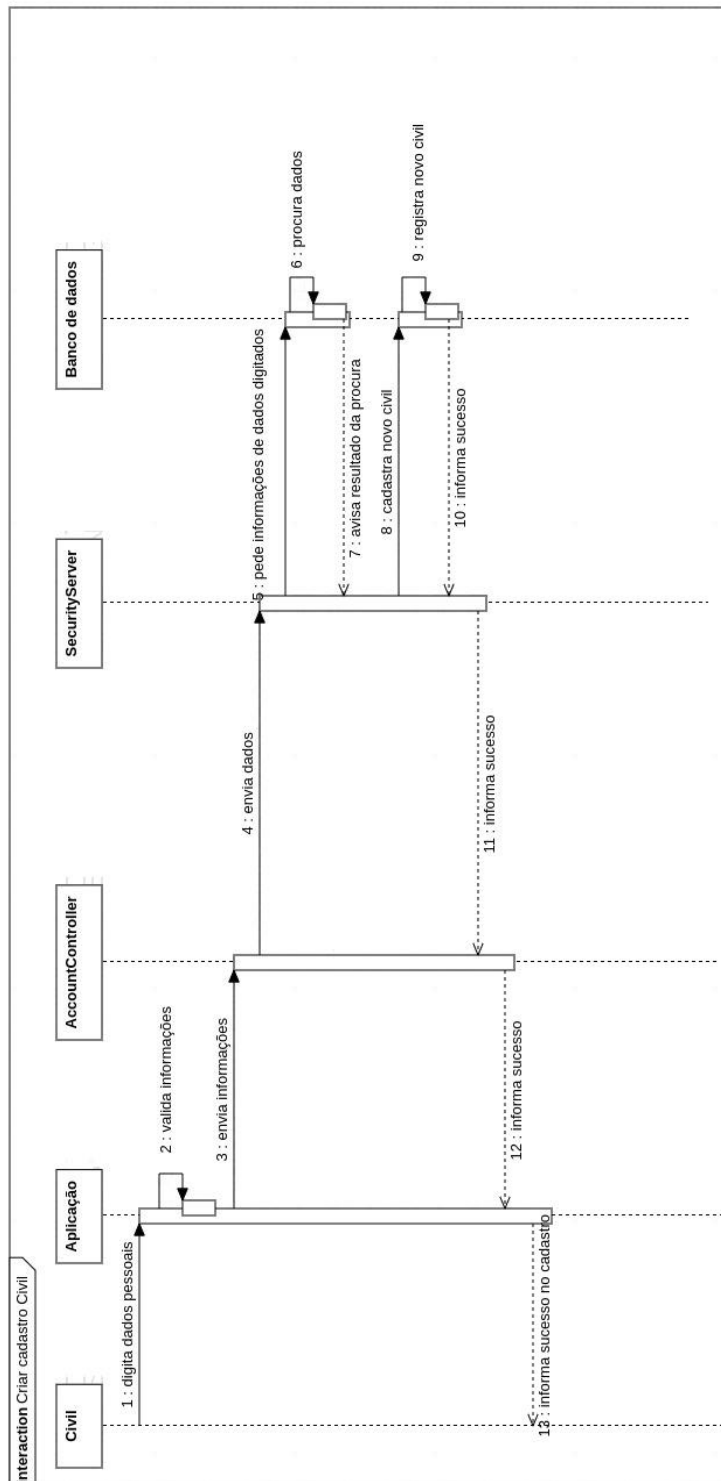 nteraction Criar cadastro Civil
Civil
Aplicação
AccountController
SecurityServer
Banco de dados
1 : digita dados pessoais
2 : valida informações
3 : envia informações
4 : envia dados
5 : pede informações de dados digitados
6 : procura dados
7 : avisa resultado da procura
8 : cadastra novo civil
9 : registra novo civil
10 : informa sucesso
11 : informa sucesso
12 : informa sucesso
13 : informa sucesso no cadastro